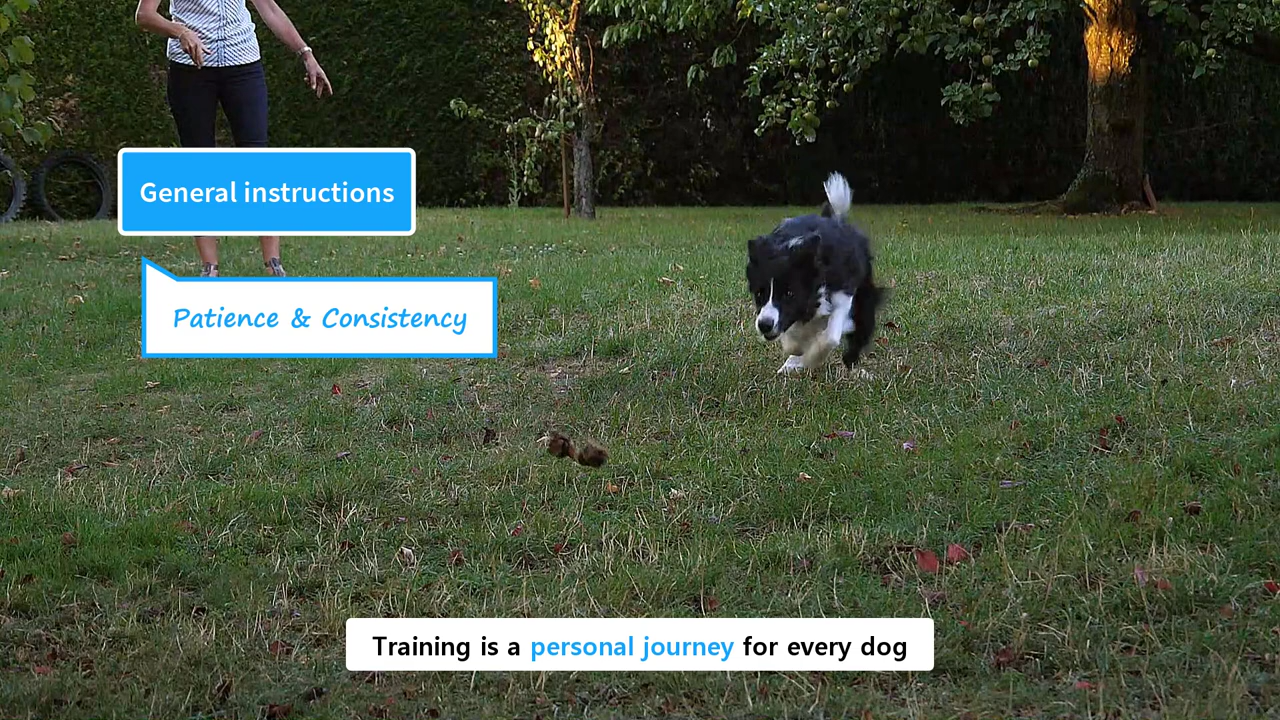 General instructions
Patience & Consistency
Training is a personal journey for every dog